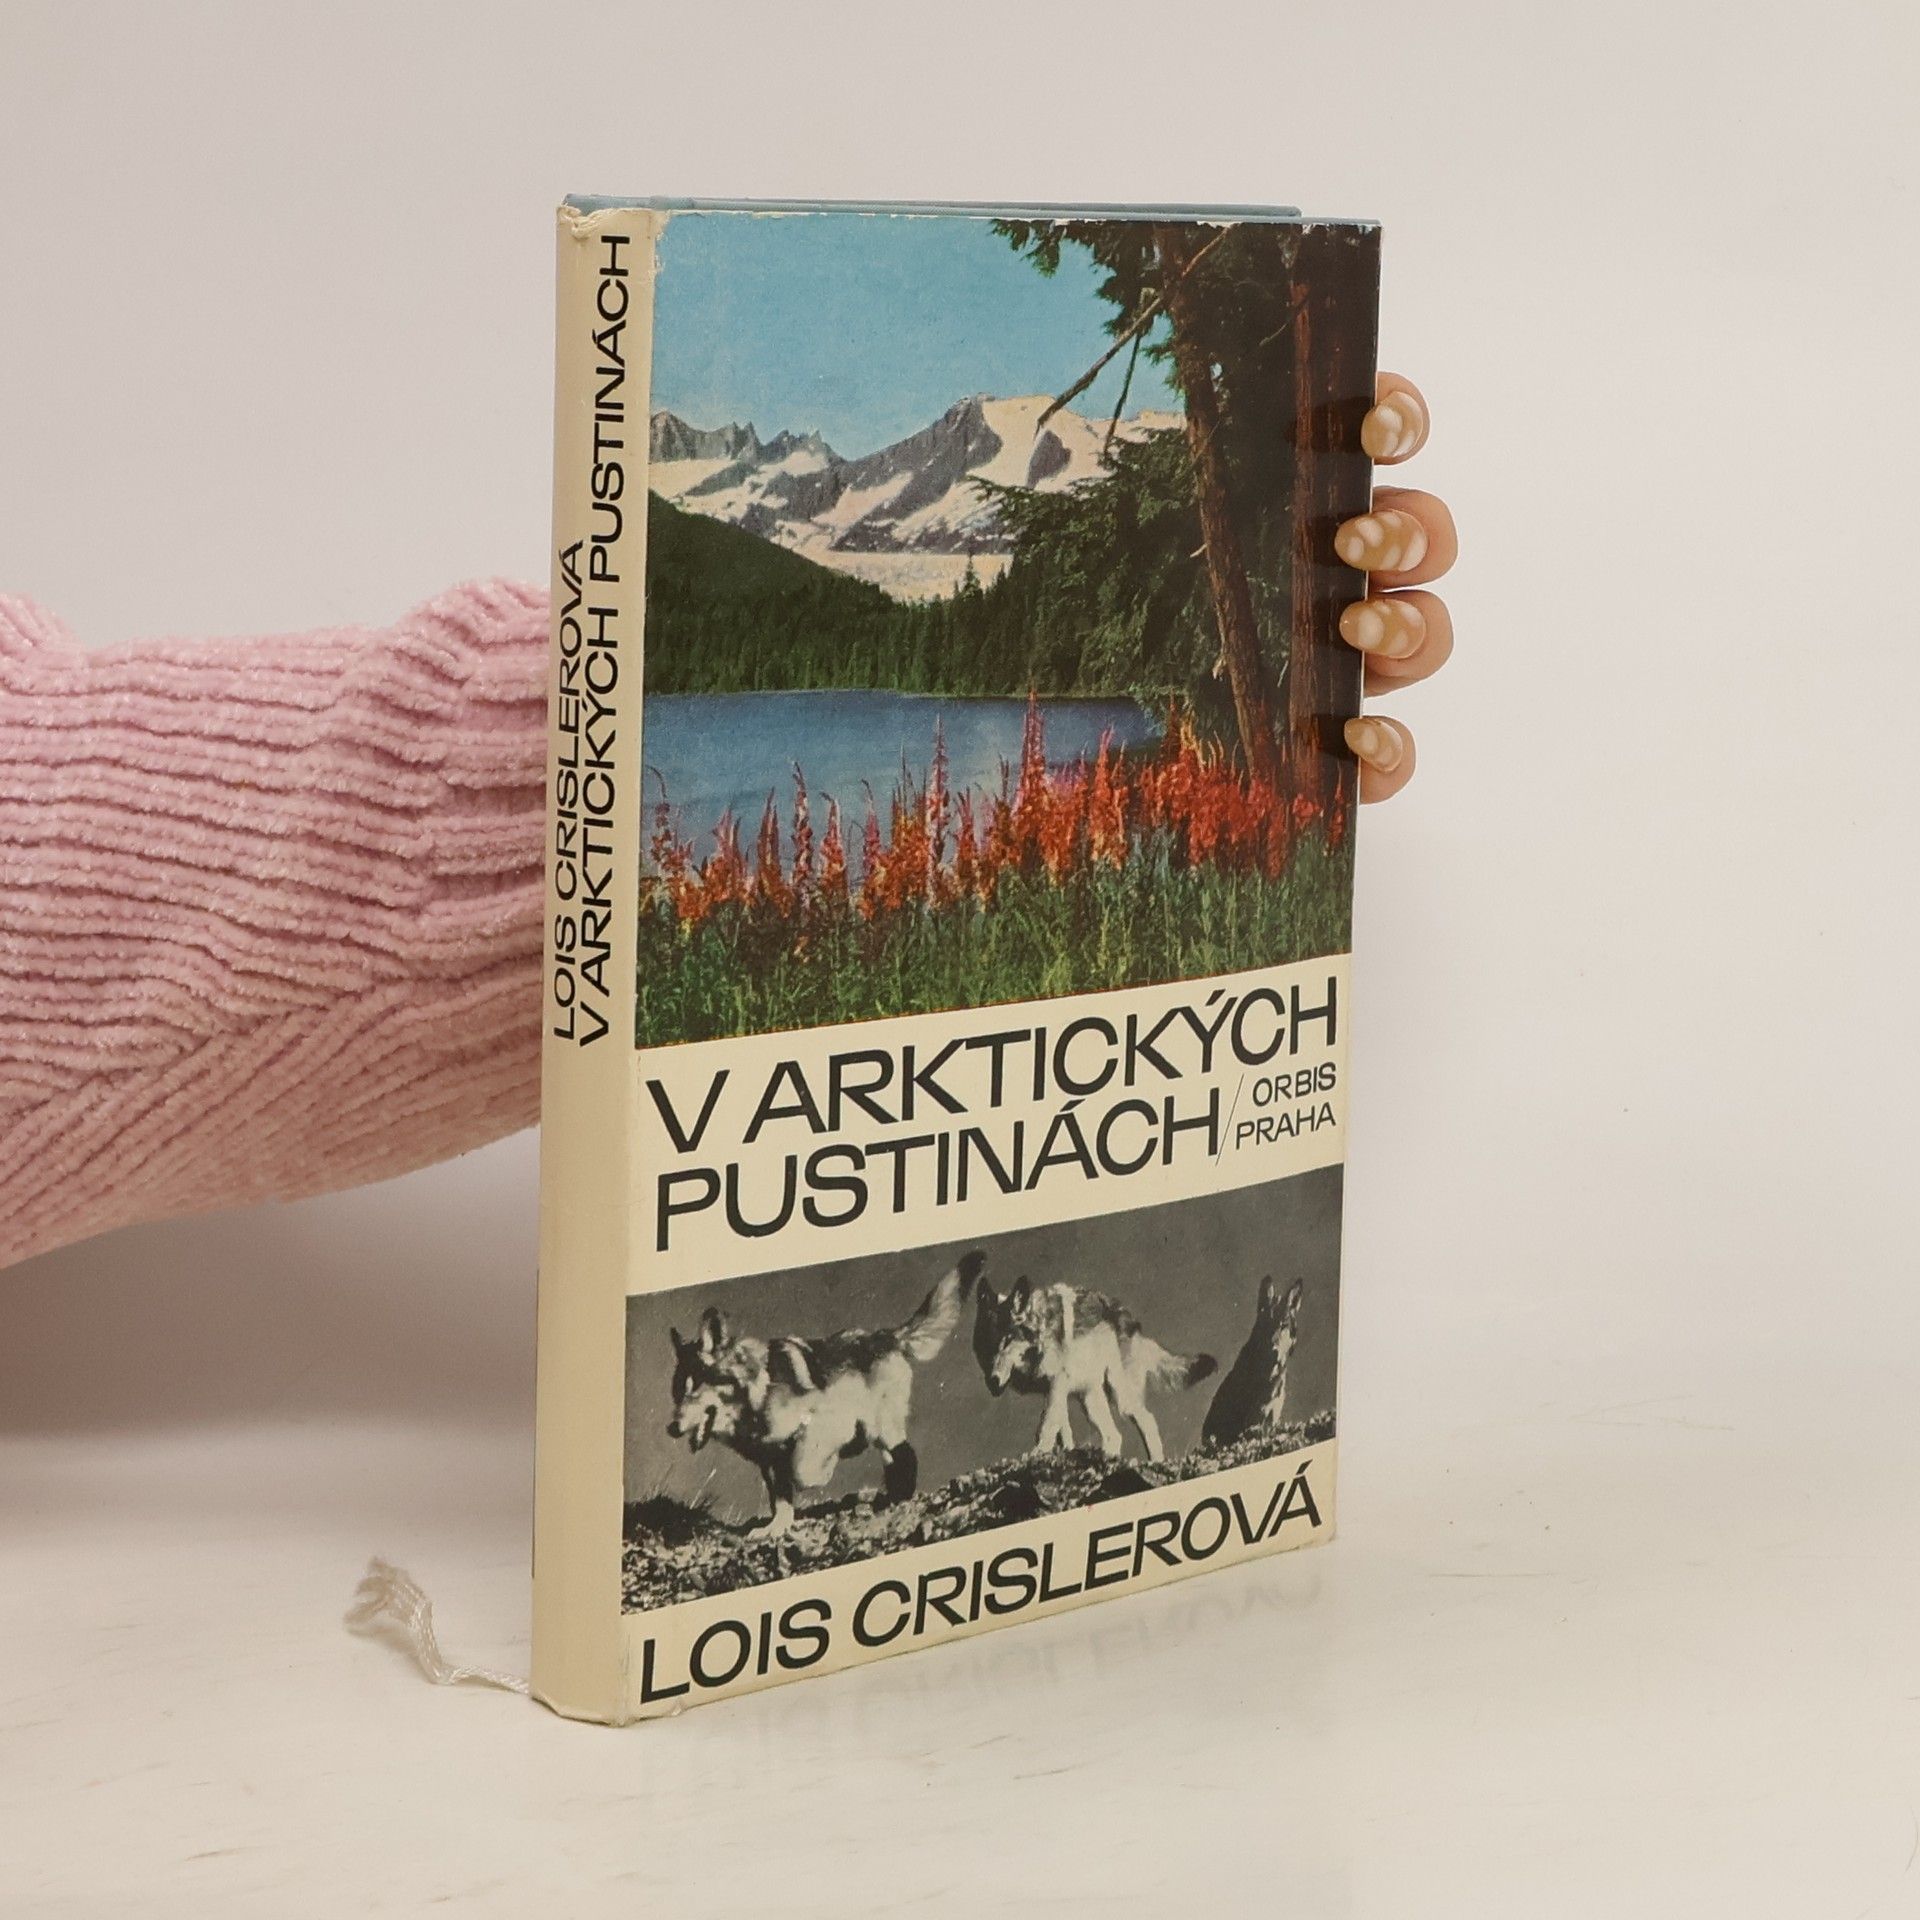 LOIS CRISLEROVÁ
V ARKTICKÝCH PUSTINÁCH
V ARKTICKÝCH
PUSTINÁCH / ORBIS
PRAHA
LOIS CRISLEROVÁ